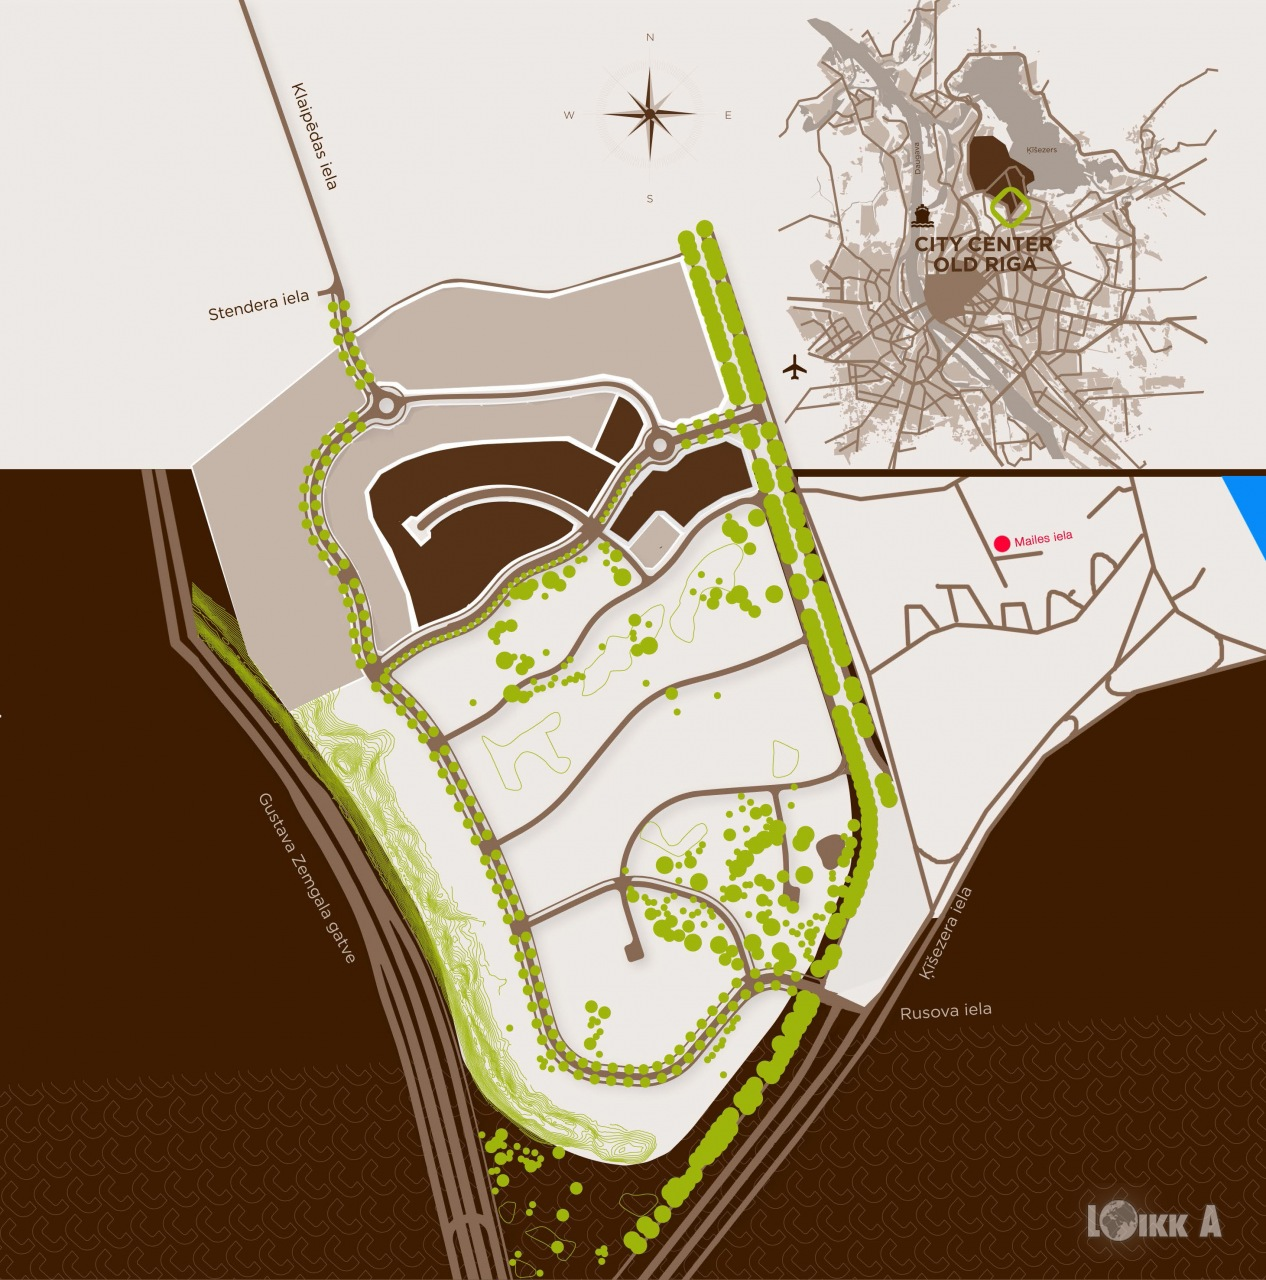 N
W
E
S
Klaipēdas iela
Stendera iela
Daugava
Ķīšezers
CITY CENTER
OLD RIGA
Mailes iela
Gustava Zemgala gatve
Ķīšezera iela
Rusova iela
LOIKK A